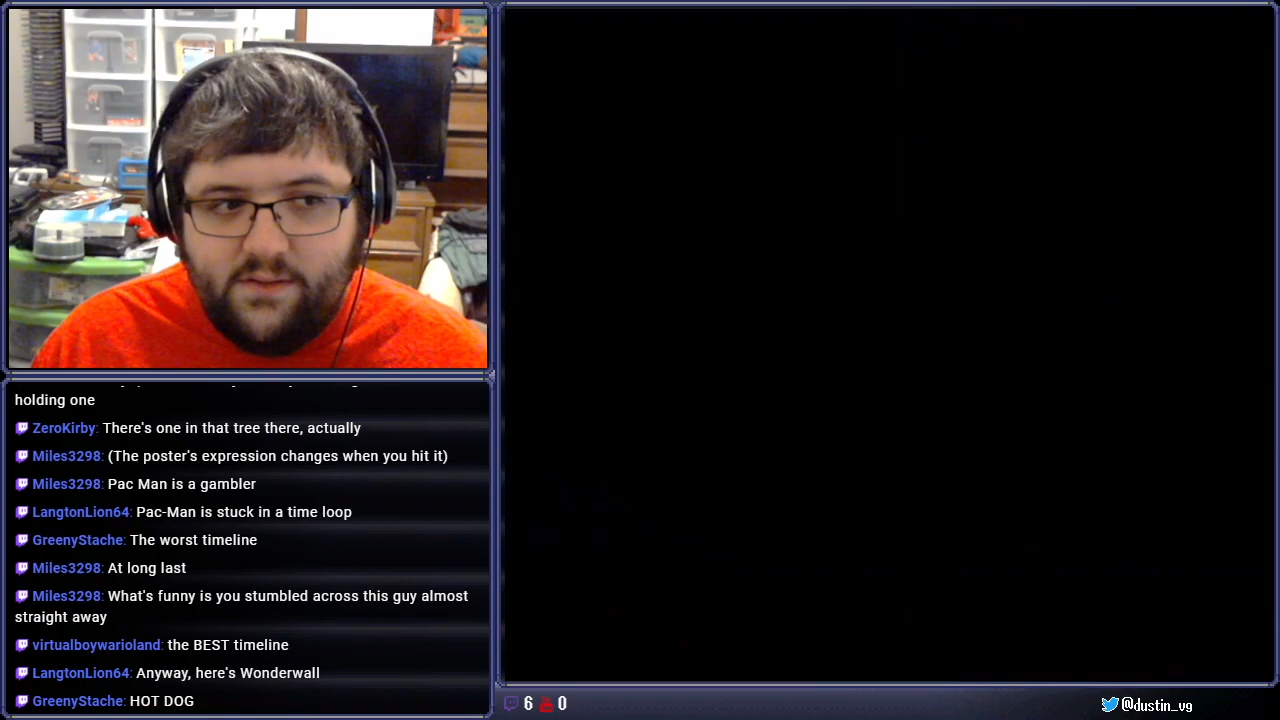 holding one
ZeroKirby: There's one in that tree there, actually
Miles3298: (The poster's expression changes when you hit it)
Miles3298: Pac Man is a gambler
LangtonLion64: Pac-Man is stuck in a time loop
GreenyStache: The worst timeline
Miles3298: At long last
Miles3298: What's funny is you stumbled across this guy almost
straight away
virtualboywarioland: the BEST timeline
LangtonLion64: Anyway, here's Wonderwall
GreenyStache: HOT DOG
6 0
@dustin_vg